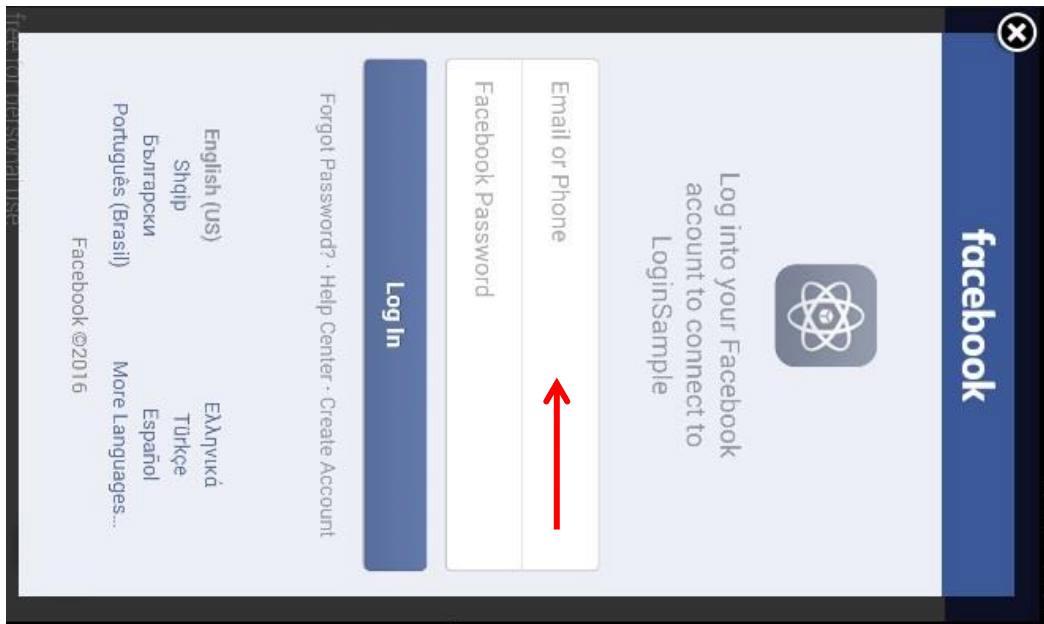 facebook
Log into your Facebook
account to connect to
LoginSample
Email or Phone
Facebook Password
Log In
Forgot Password? · Help Center · Create Account
English (US)
Ελληνικά
Shqip
Türkçe
Български
Español
Português (Brasil)
More Languages...
Facebook ©2016
free for personal use